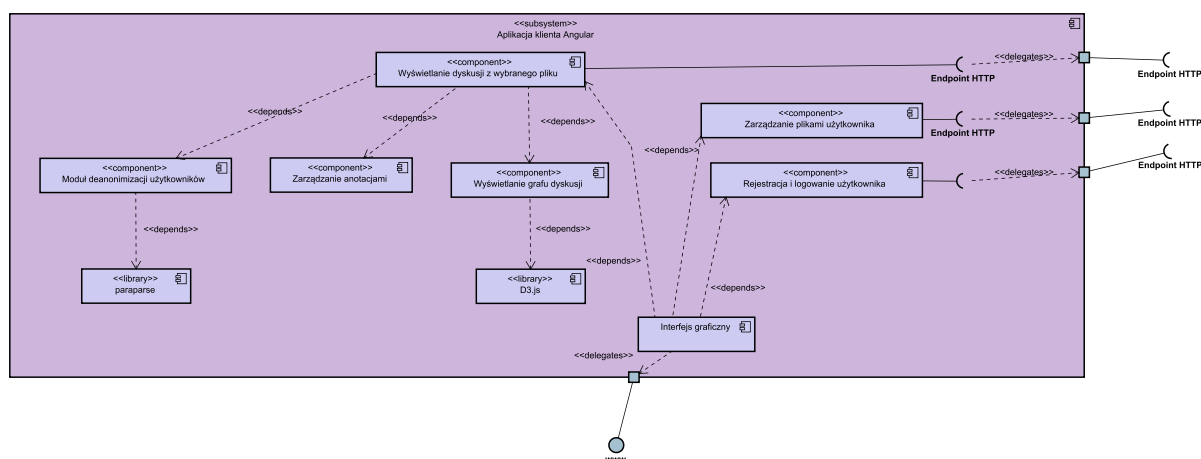 <<subsystem>>
Aplikacja klienta Angular
<<component>>
Wyświetlanie dyskusji z wybranego pliku
<<delegates>>
Endpoint HTTP
Endpoint HTTP
<<depends>>
<<depends>>
<<depends>>
<<component>>
Zarządzanie plikami użytkownika
<<delegates>>
Endpoint HTTP
Endpoint HTTP
<<depends>>
<<component>>
Moduł deanonimizacji użytkowników
<<component>>
Zarządzanie anotacjami
<<component>>
Wyświetlanie grafu dyskusji
<<component>>
Rejestracja i logowanie użytkownika
<<delegates>>
Endpoint HTTP
<<depends>>
<<depends>>
<<depends>>
<<depends>>
<<library>>
paraparse
<<library>>
D3.js
Interfejs graficzny
<<delegates>>